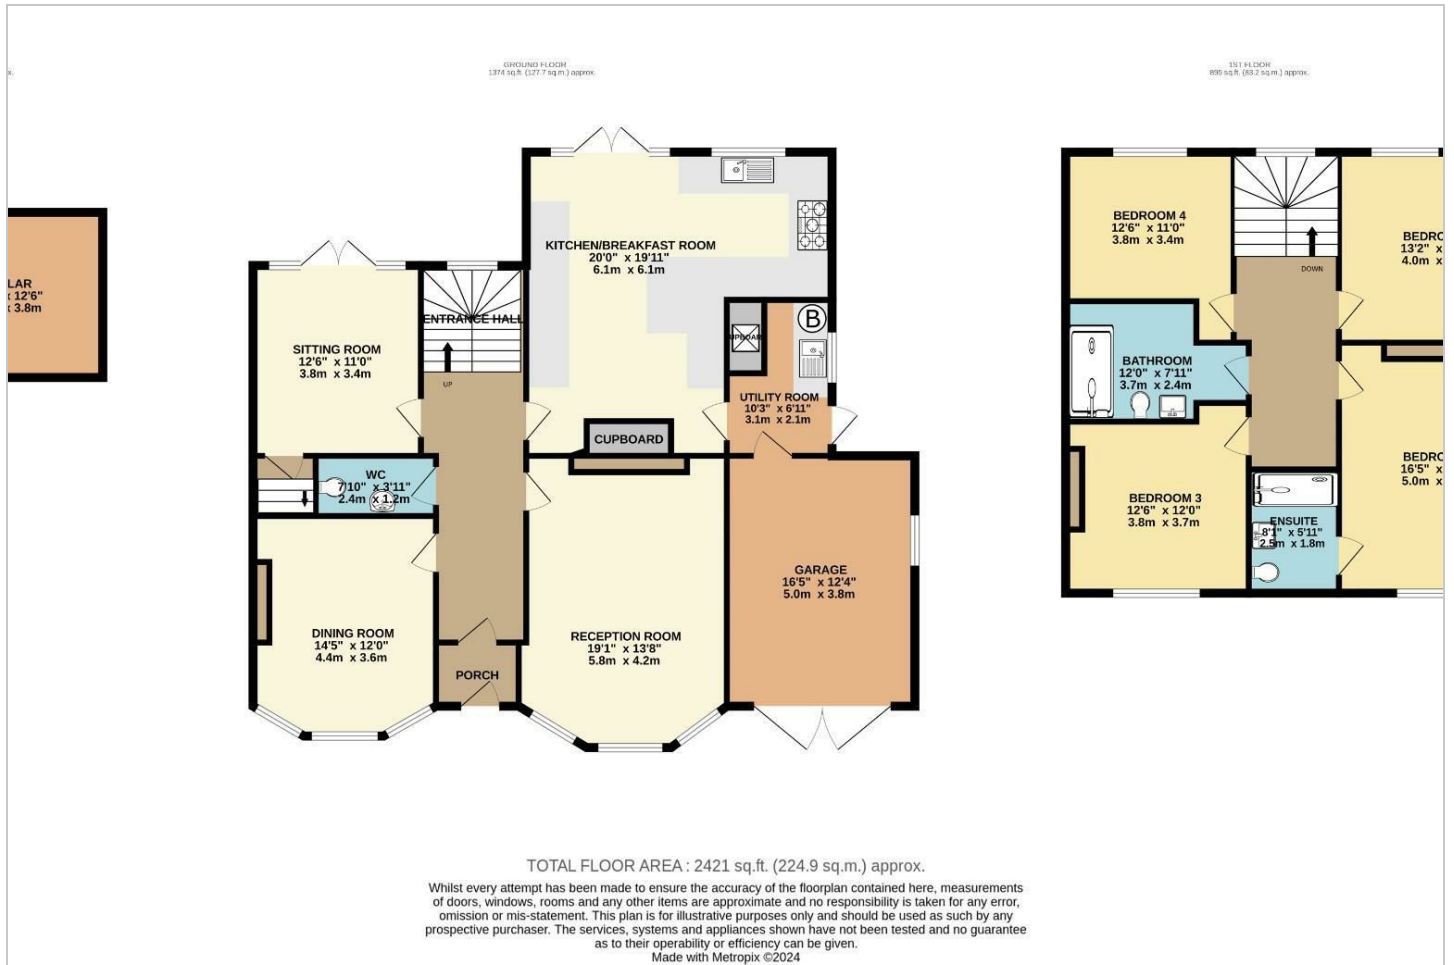 x.
GROUND FLOOR
1374 sq.ft. (127.7 sq.m.) approx.
1ST FLOOR
895 sq.ft. (83.2 sq.m.) approx.
LAR
x 12'6"
x 3.8m
KITCHEN/BREAKFAST ROOM
20'0" x 19'11"
6.1m x 6.1m
ENTRANCE HALL
UP
SITTING ROOM
12'6" x 11'0"
3.8m x 3.4m
B
UPBOAR
UTILITY ROOM
10'3" x 6'11"
3.1m x 2.1m
CUPBOARD
WC
7'10" x 3'11"
2.4m x 1.2m
DINING ROOM
14'5" x 12'0"
4.4m x 3.6m
PORCH
RECEPTION ROOM
19'1" x 13'8"
5.8m x 4.2m
GARAGE
16'5" x 12'4"
5.0m x 3.8m
BEDROOM 4
12'6" x 11'0"
3.8m x 3.4m
DOWN
BEDRO
13'2" x
4.0m x
BATHROOM
12'0" x 7'11"
3.7m x 2.4m
BEDROOM 3
12'6" x 12'0"
3.8m x 3.7m
ENSUITE
8'1" x 5'11"
2.5m x 1.8m
BEDRO
16'5" x
5.0m x
TOTAL FLOOR AREA : 2421 sq.ft. (224.9 sq.m.) approx.
Whilst every attempt has been made to ensure the accuracy of the floorplan contained here, measurements
of doors, windows, rooms and any other items are approximate and no responsibility is taken for any error,
omission or mis-statement. This plan is for illustrative purposes only and should be used as such by any
prospective purchaser. The services, systems and appliances shown have not been tested and no guarantee
as to their operability or efficiency can be given.
Made with Metropix ©2024